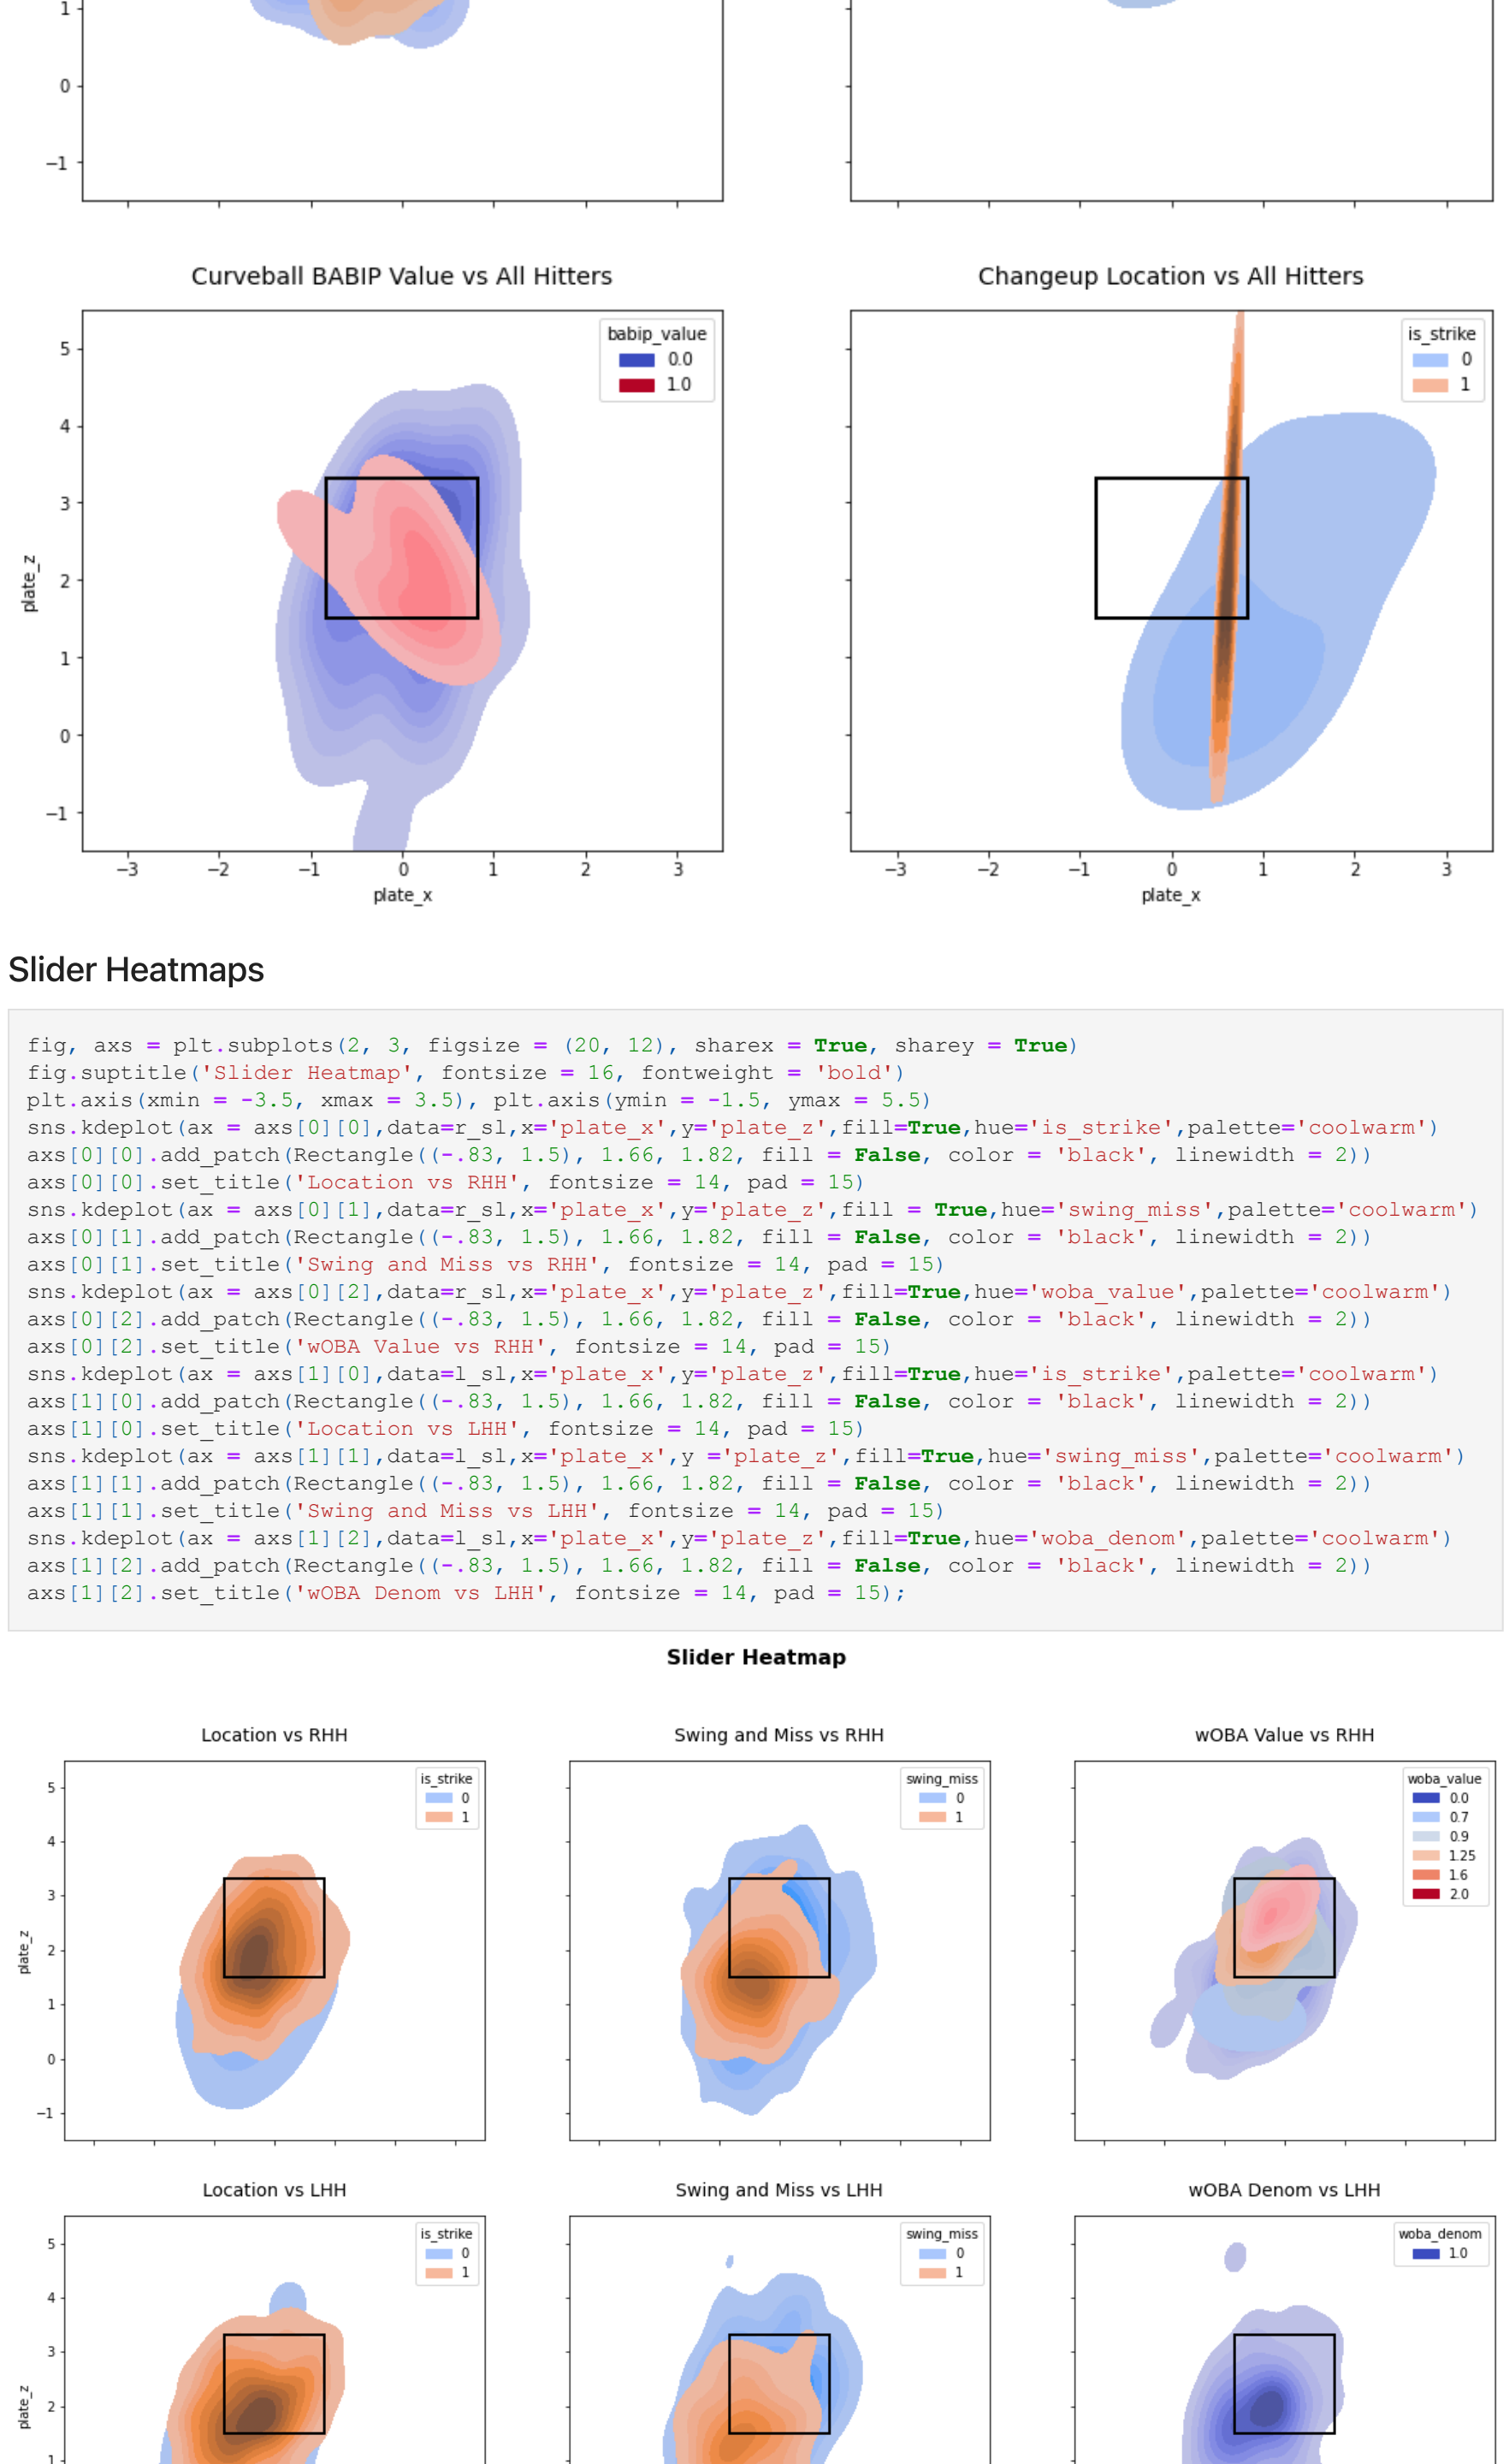 1
0
−1
Curveball BABIP Value vs All Hitters
Changeup Location vs All Hitters
babip_value
0.0
1.0
is_strike
0
1
5
4
3
2
1
0
−1
plate_z
−3 −2 −1 0 1 2 3
−3 −2 −1 0 1 2 3
plate_x
plate_x
Slider Heatmaps
fig, axs = plt.subplots(2, 3, figsize = (20, 12), sharex = True, sharey = True)
fig.suptitle('Slider Heatmap', fontsize = 16, fontweight = 'bold')
plt.axis(xmin = -3.5, xmax = 3.5), plt.axis(ymin = -1.5, ymax = 5.5)
sns.kdeplot(ax = axs[0][0],data=r_sl,x='plate_x',y='plate_z',fill=True,hue='is_strike',palette='coolwarm')
axs[0][0].add_patch(Rectangle((-.83, 1.5), 1.66, 1.82, fill = False, color = 'black', linewidth = 2))
axs[0][0].set_title('Location vs RHH', fontsize = 14, pad = 15)
sns.kdeplot(ax = axs[0][1],data=r_sl,x='plate_x',y='plate_z',fill = True,hue='swing_miss',palette='coolwarm')
axs[0][1].add_patch(Rectangle((-.83, 1.5), 1.66, 1.82, fill = False, color = 'black', linewidth = 2))
axs[0][1].set_title('Swing and Miss vs RHH', fontsize = 14, pad = 15)
sns.kdeplot(ax = axs[0][2],data=r_sl,x='plate_x',y='plate_z',fill=True,hue='woba_value',palette='coolwarm')
axs[0][2].add_patch(Rectangle((-.83, 1.5), 1.66, 1.82, fill = False, color = 'black', linewidth = 2))
axs[0][2].set_title('wOBA Value vs RHH', fontsize = 14, pad = 15)
sns.kdeplot(ax = axs[1][0],data=l_sl,x='plate_x',y='plate_z',fill=True,hue='is_strike',palette='coolwarm')
axs[1][0].add_patch(Rectangle((-.83, 1.5), 1.66, 1.82, fill = False, color = 'black', linewidth = 2))
axs[1][0].set_title('Location vs LHH', fontsize = 14, pad = 15)
sns.kdeplot(ax = axs[1][1],data=l_sl,x='plate_x',y ='plate_z',fill=True,hue='swing_miss',palette='coolwarm')
axs[1][1].add_patch(Rectangle((-.83, 1.5), 1.66, 1.82, fill = False, color = 'black', linewidth = 2))
axs[1][1].set_title('Swing and Miss vs LHH', fontsize = 14, pad = 15)
sns.kdeplot(ax = axs[1][2],data=l_sl,x='plate_x',y='plate_z',fill=True,hue='woba_denom',palette='coolwarm')
axs[1][2].add_patch(Rectangle((-.83, 1.5), 1.66, 1.82, fill = False, color = 'black', linewidth = 2))
axs[1][2].set_title('wOBA Denom vs LHH', fontsize = 14, pad = 15);
Slider Heatmap
Location vs RHH
Swing and Miss vs RHH
wOBA Value vs RHH
is_strike
0
1
swing_miss
0
1
woba_value
0.0
0.7
0.9
1.25
1.6
2.0
5
4
3
2
1
0
−1
plate_z
Location vs LHH
Swing and Miss vs LHH
wOBA Denom vs LHH
is_strike
0
1
swing_miss
0
1
woba_denom
1.0
5
4
3
2
1
plate_z